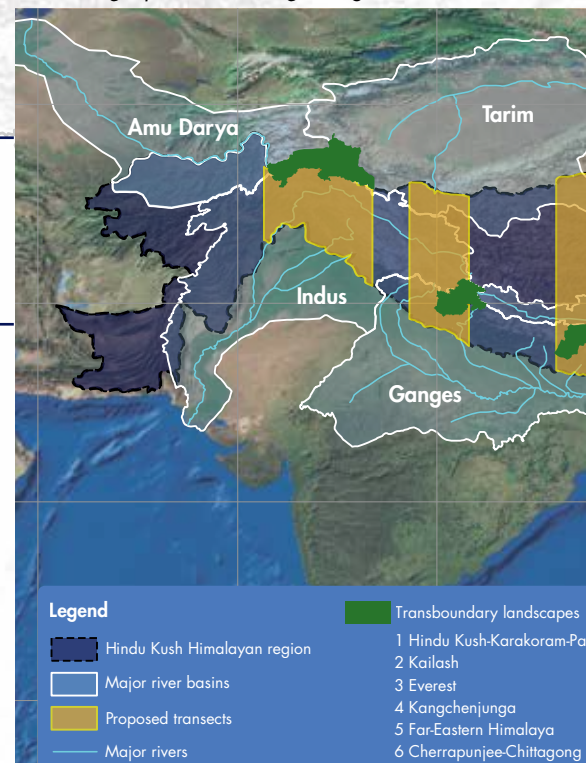 Amu Darya
Tarim
Indus
Ganges
Legend
Hindu Kush Himalayan region
Major river basins
Proposed transects
Major rivers
Transboundary landscapes
1 Hindu Kush-Karakoram-Pa
2 Kailash
3 Everest
4 Kangchenjunga
5 Far-Eastern Himalaya
6 Cherrapunjee-Chittagong